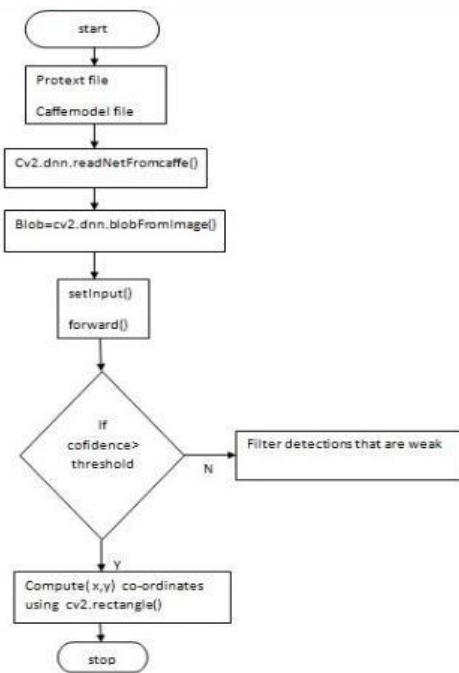 start
Protext file
Caffemodel file
Cv2.dnn.readNetFromcaffe()
Blob=cv2.dnn.blobFromImage()
setInput()
forward()
If
cofidence>
threshold
N
Filter detections that are weak
Y
Compute(x,y) co-ordinates
using cv2.rectangle()
stop